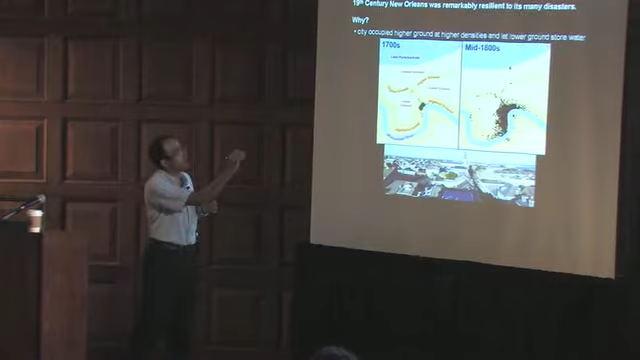 19th Century New Orleans was remarkably resilient to its many disasters.
Why?
• city occupied higher ground at higher densities and let lower ground store water
1700s
Mid-1800s